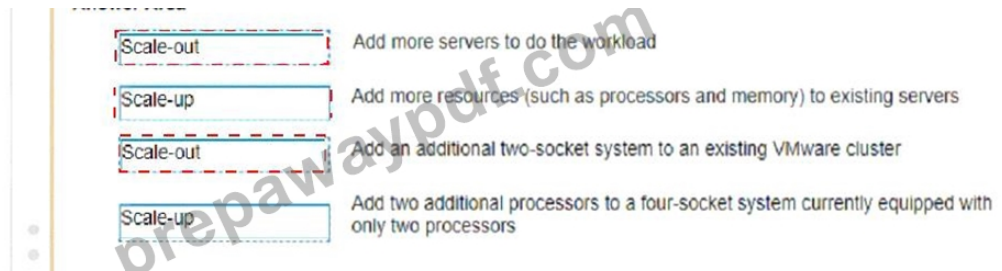 Answer Area
Scale-out
Add more servers to do the workload
Scale-up
Add more resources (such as processors and memory) to existing servers
Scale-out
Add an additional two-socket system to an existing VMware cluster
Scale-up
Add two additional processors to a four-socket system currently equipped with
only two processors
prepawaypdf.com